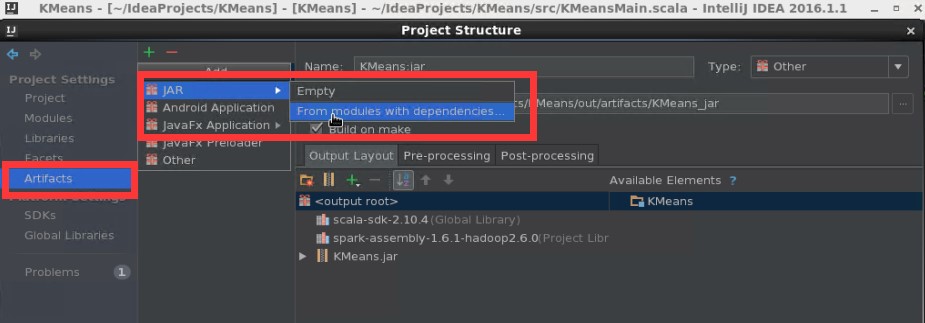 KMeans - [~/IdeaProjects/KMeans] - [KMeans] - ~/IdeaProjects/KMeans/src/KMeansMain.scala - IntelliJ IDEA 2016.1.1
Project Structure
Project Settings
Project
Modules
Libraries
Facets
Artifacts
Platform Settings
SDKs
Global Libraries
Problems 1
Add
JAR
Android Application
JavaFx Application
JavaFx Preloader
Other
Empty
From modules with dependencies...
Name: KMeans:jar
Type: Other
cts/KMeans/out/artifacts/KMeans_jar
...
Build on make
Output Layout Pre-processing Post-processing
Available Elements ?
<output root>
KMeans
scala-sdk-2.10.4 (Global Library)
spark-assembly-1.6.1-hadoop2.6.0 (Project Libr
KMeans.jar